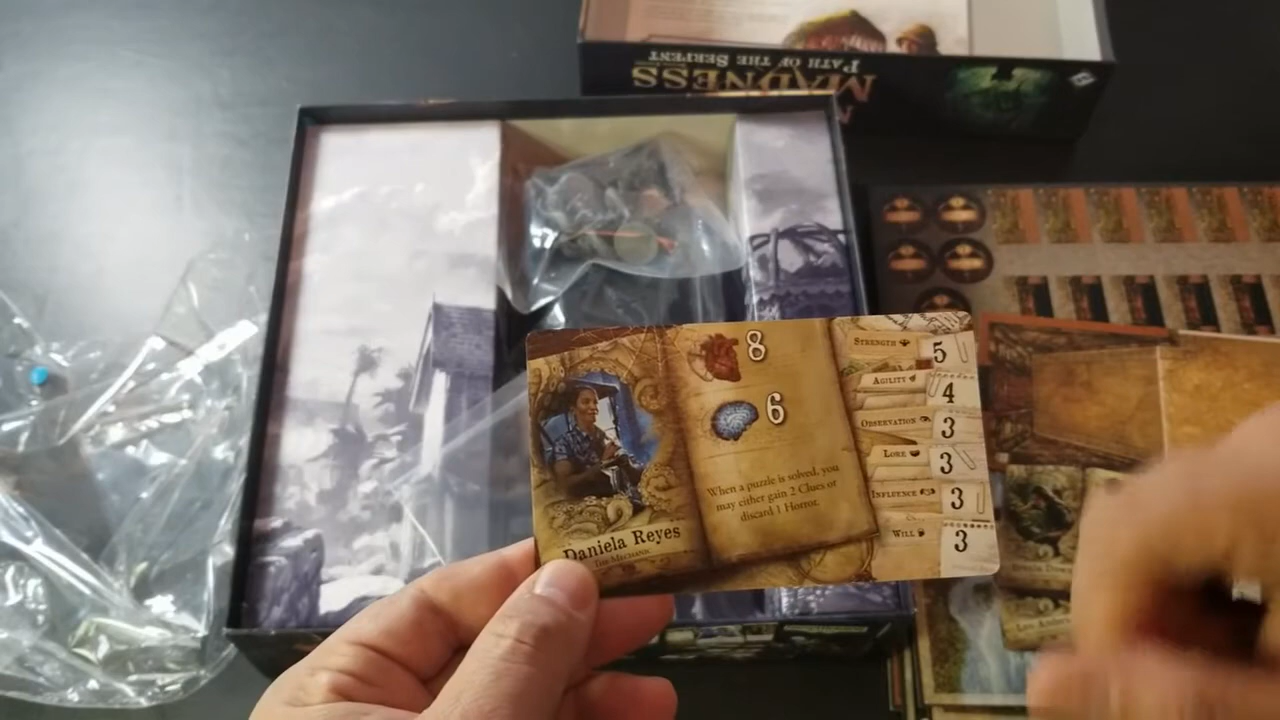 MADNESS
PATH OF THE SERPENT
8
6
When a puzzle is solved, you
may either gain 2 Clues or
discard 1 Horror.
Daniela Reyes
The Mechanic
STRENGTH 5
AGILITY 4
OBSERVATION 3
LORE 3
INFLUENCE 3
WILL 3